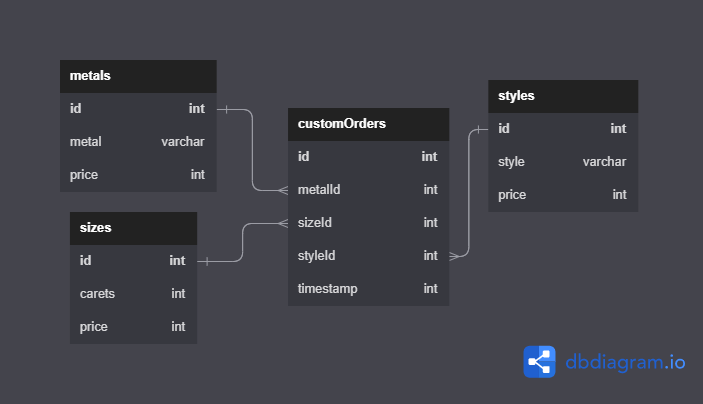 metals
id int
metal varchar
price int
sizes
id int
carets int
price int
customOrders
id int
metalId int
sizeId int
styleId int
timestamp int
styles
id int
style varchar
price int
dbdiagram.io